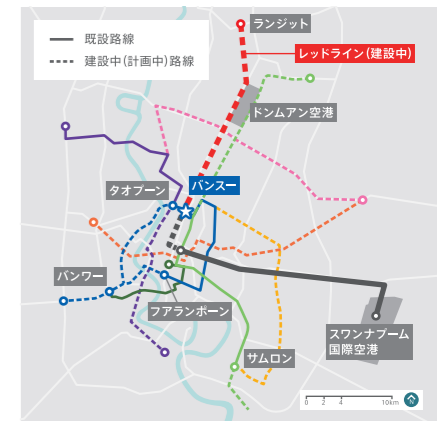 ランジット
既設路線
建設中(計画中)路線
レッドライン(建設中)
ドンムアン空港
タオプーン
バンスー
バンワー
フアランポーン
スワンナプーム
国際空港
サムロン
0 2 4 10km
N